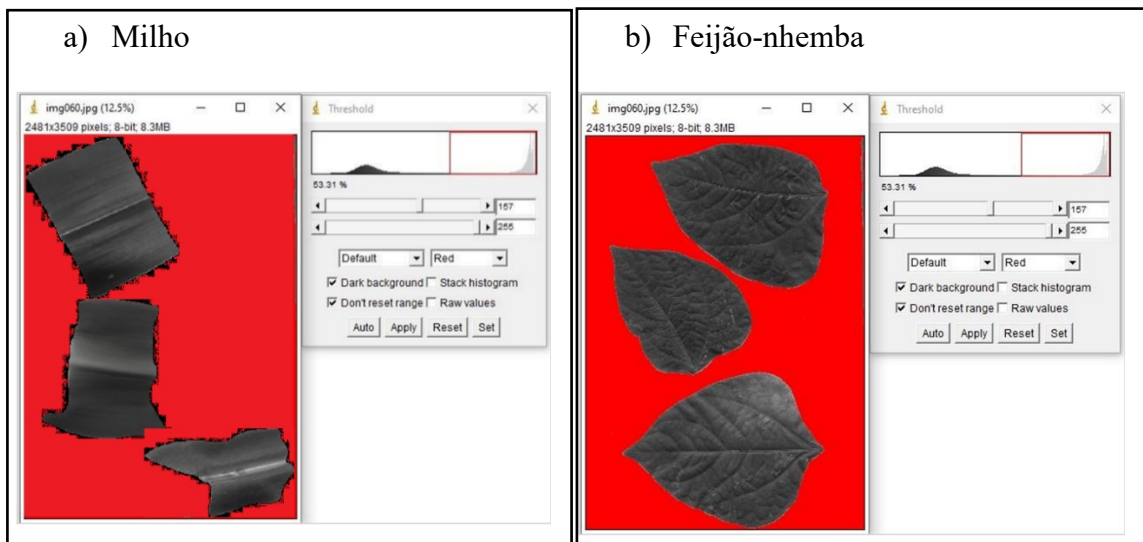 a) Milho
img060.jpg (12.5%)
2481x3509 pixels; 8-bit; 8.3MB
Threshold
53.31 %
157
255
Default
Red
Dark background
Stack histogram
Don't reset range
Raw values
Auto
Apply
Reset
Set
b) Feijão-nhemba
img060.jpg (12.5%)
2481x3509 pixels; 8-bit; 8.3MB
Threshold
53.31 %
157
255
Default
Red
Dark background
Stack histogram
Don't reset range
Raw values
Auto
Apply
Reset
Set